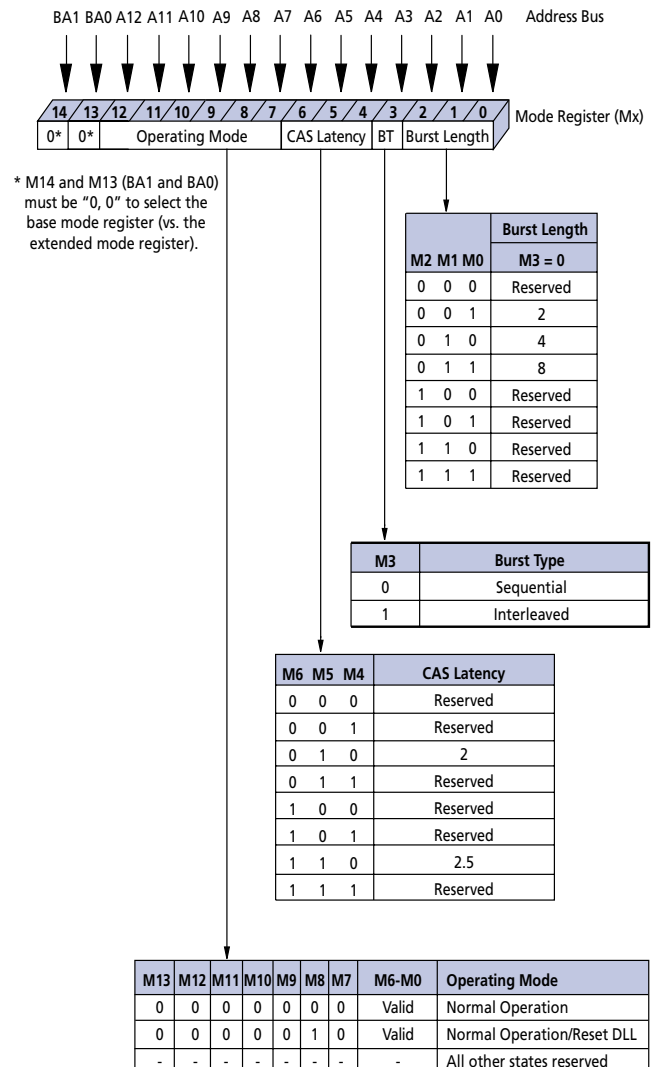 BA1 BA0 A12 A11 A10 A9 A8 A7 A6 A5 A4 A3 A2 A1 A0 Address Bus
14 13 12 11 10 9 8 7 6 5 4 3 2 1 0
Mode Register (Mx)
0* 0* Operating Mode CAS Latency BT Burst Length
* M14 and M13 (BA1 and BA0)
must be “0, 0” to select the
base mode register (vs. the
extended mode register).
Burst Length
M2 M1 M0 M3 = 0
0 0 0 Reserved
0 0 1 2
0 1 0 4
0 1 1 8
1 0 0 Reserved
1 0 1 Reserved
1 1 0 Reserved
1 1 1 Reserved
M3 Burst Type
0 Sequential
1 Interleaved
M6 M5 M4 CAS Latency
0 0 0 Reserved
0 0 1 Reserved
0 1 0 2
0 1 1 Reserved
1 0 0 Reserved
1 0 1 Reserved
1 1 0 2.5
1 1 1 Reserved
M13 M12 M11 M10 M9 M8 M7 M6-M0 Operating Mode
0 0 0 0 0 0 0 Valid Normal Operation
0 0 0 0 0 1 0 Valid Normal Operation/Reset DLL
- - - - - - - - All other states reserved